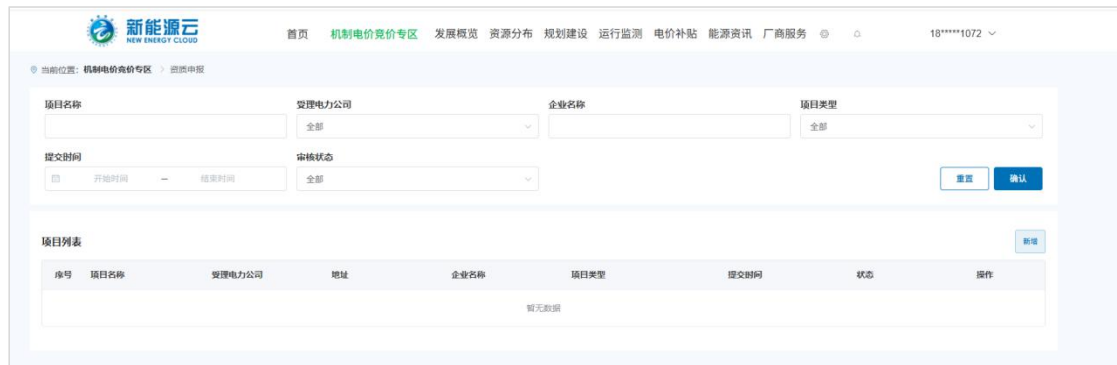 新能源云
NEW ENERGY CLOUD
首页 机制电价竞价专区 发展概览 资源分布 规划建设 运行监测 电价补贴 能源资讯 厂商服务 18*****1072
当前位置：机制电价竞价专区 > 资质申报
项目名称 受理电力公司 企业名称 项目类型
全部 全部
提交时间 审核状态
开始时间 — 结束时间 全部 重置 确认
项目列表 新增
序号 项目名称 受理电力公司 地址 企业名称 项目类型 提交时间 状态 操作
暂无数据